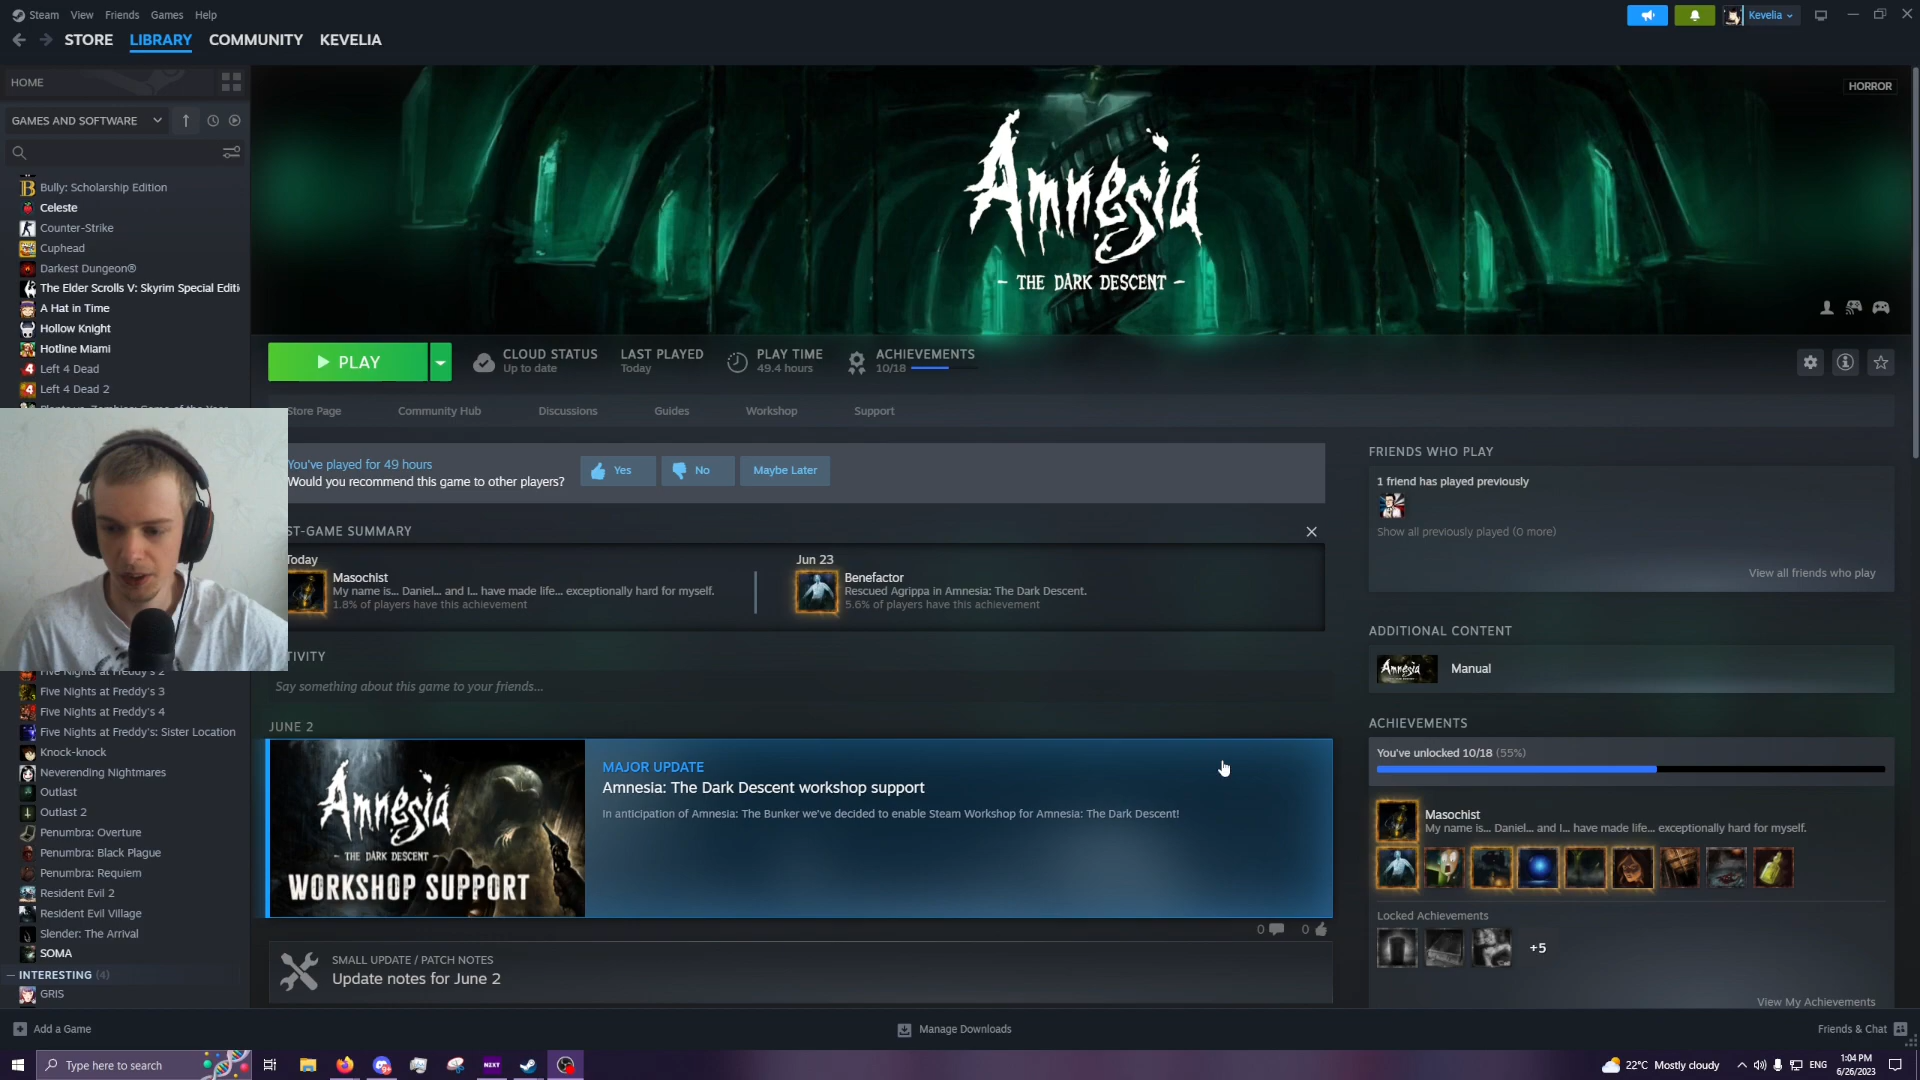 Steam View Friends Games Help
Kevelia
STORE LIBRARY COMMUNITY KEVELIA
HOME
GAMES AND SOFTWARE
HORROR
Amnesia
- THE DARK DESCENT -
Bully: Scholarship Edition
Celeste
Counter-Strike
Cuphead
Darkest Dungeon®
The Elder Scrolls V: Skyrim Special Editi
A Hat in Time
Hollow Knight
Hotline Miami
Left 4 Dead
Left 4 Dead 2
PLAY
CLOUD STATUS
Up to date
LAST PLAYED
Today
PLAY TIME
49.4 hours
ACHIEVEMENTS
10/18
Store Page Community Hub Discussions Guides Workshop Support
You've played for 49 hours
Would you recommend this game to other players?
Yes No Maybe Later
ST-GAME SUMMARY
Today
Masochist
My name is... Daniel... and I... have made life... exceptionally hard for myself.
1.8% of players have this achievement
Jun 23
Benefactor
Rescued Agrippa in Amnesia: The Dark Descent.
5.6% of players have this achievement
TIVITY
Say something about this game to your friends...
JUNE 2
Amnesia
- THE DARK DESCENT -
WORKSHOP SUPPORT
MAJOR UPDATE
Amnesia: The Dark Descent workshop support
In anticipation of Amnesia: The Bunker we've decided to enable Steam Workshop for Amnesia: The Dark Descent!
0 0
SMALL UPDATE / PATCH NOTES
Update notes for June 2
FRIENDS WHO PLAY
1 friend has played previously
Show all previously played (0 more)
View all friends who play
ADDITIONAL CONTENT
Amnesia
Manual
ACHIEVEMENTS
You've unlocked 10/18 (55%)
Masochist
My name is... Daniel... and I... have made life... exceptionally hard for myself.
Locked Achievements
+5
View My Achievements
Five Nights at Freddy's 2
Five Nights at Freddy's 3
Five Nights at Freddy's 4
Five Nights at Freddy's: Sister Location
Knock-knock
Neverending Nightmares
Outlast
Outlast 2
Penumbra: Overture
Penumbra: Black Plague
Penumbra: Requiem
Resident Evil 2
Resident Evil Village
Slender: The Arrival
SOMA
INTERESTING (4)
GRIS
Add a Game
Manage Downloads
Friends & Chat
Type here to search
NEXT
22°C Mostly cloudy
ENG
1:04 PM
6/26/2023